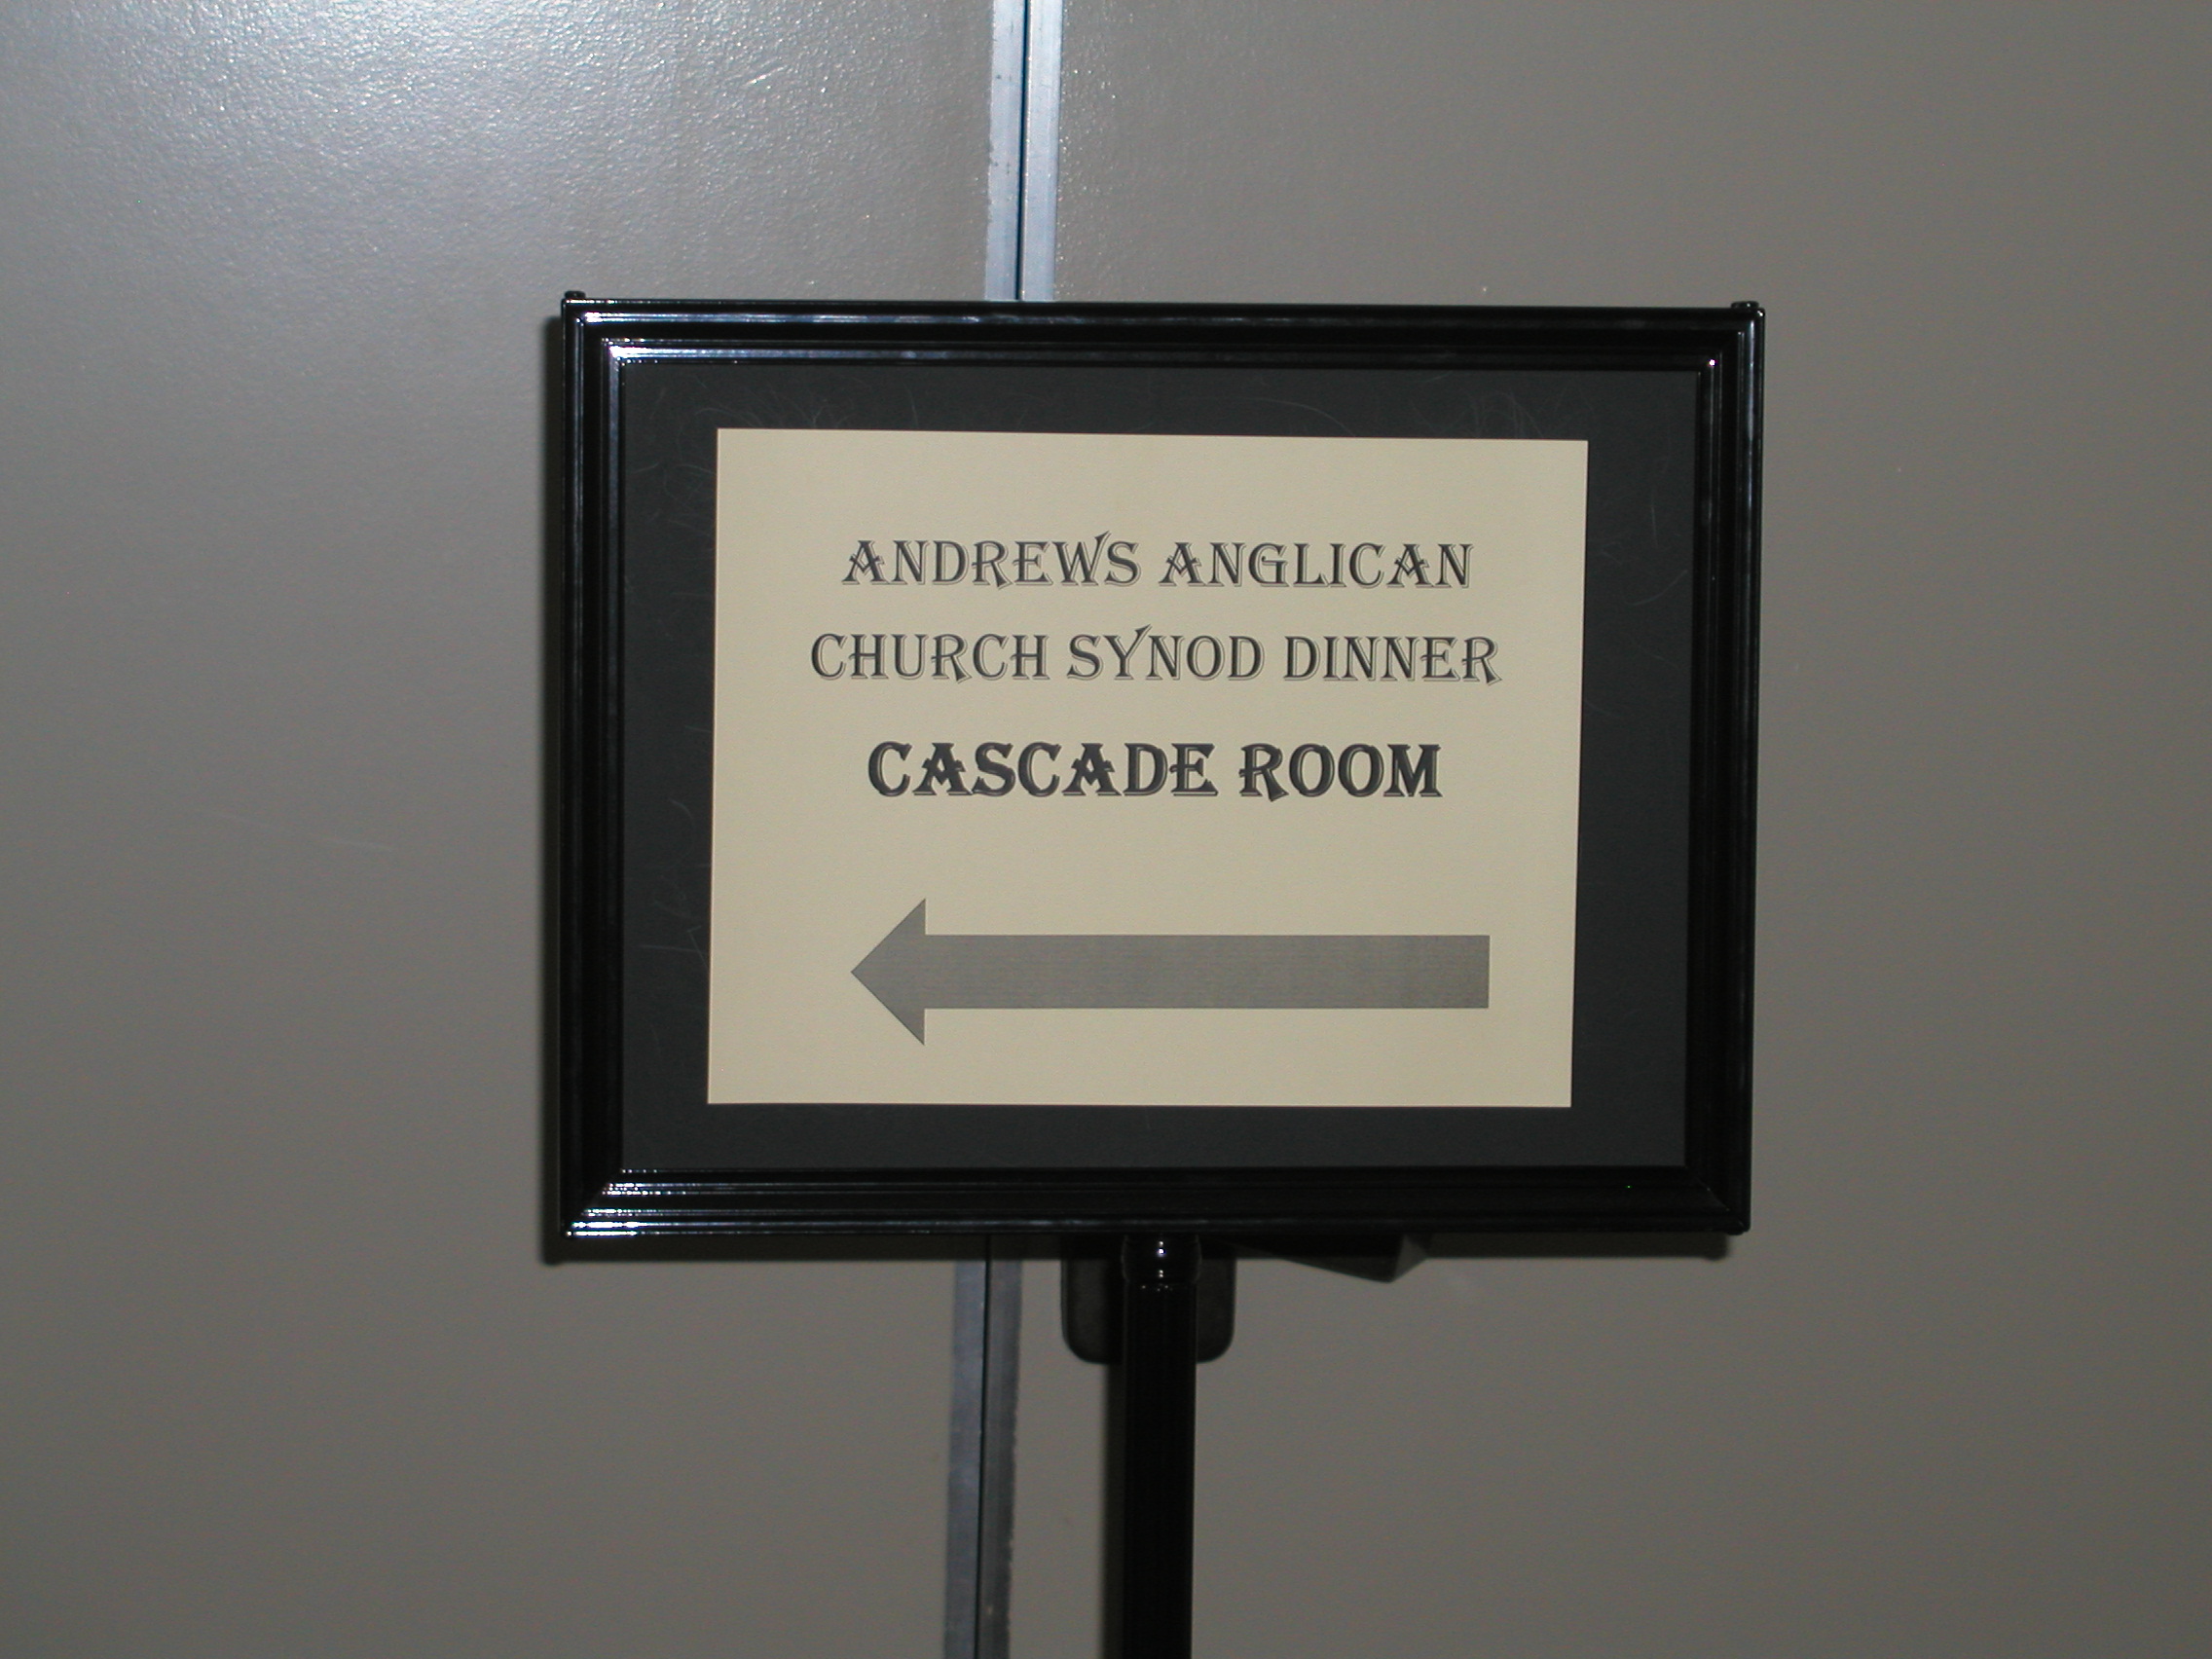 ANDREWS ANGLICAN
CHURCH SYNOD DINNER
CASCADE ROOM